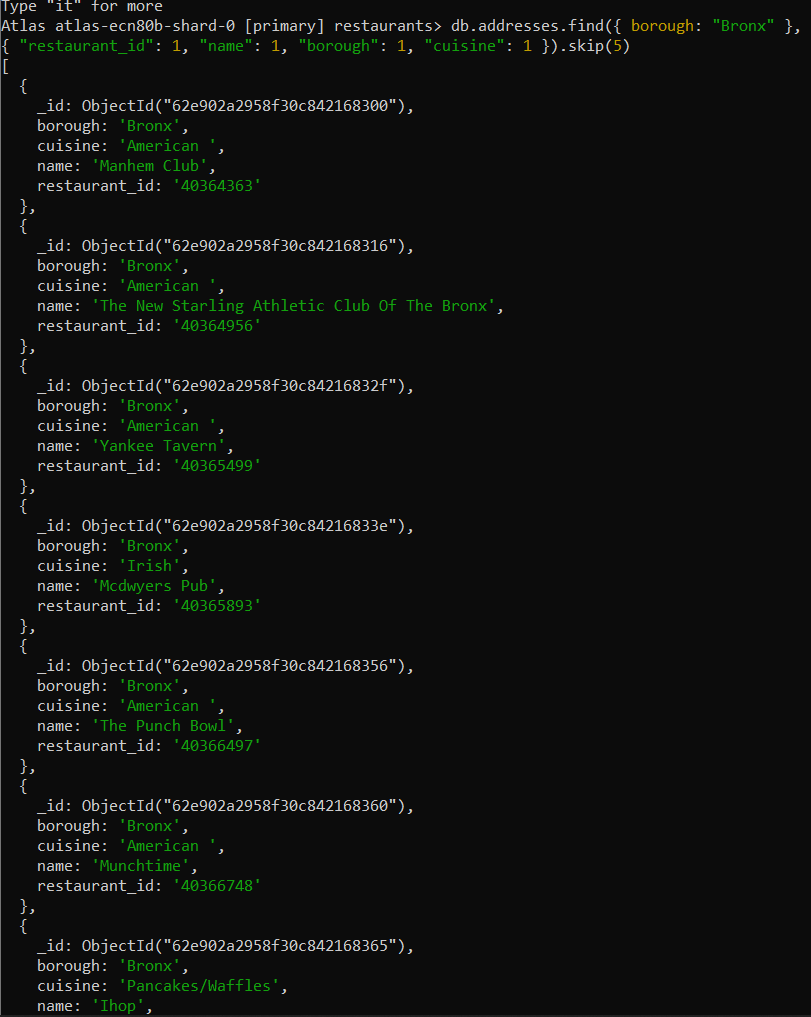 Type "it" for more
Atlas atlas-ecn80b-shard-0 [primary] restaurants> db.addresses.find({ borough: "Bronx" },
{ "restaurant_id": 1, "name": 1, "borough": 1, "cuisine": 1 }).skip(5)
[
  {
    _id: ObjectId("62e902a2958f30c842168300"),
    borough: 'Bronx',
    cuisine: 'American ',
    name: 'Manhem Club',
    restaurant_id: '40364363'
  },
  {
    _id: ObjectId("62e902a2958f30c842168316"),
    borough: 'Bronx',
    cuisine: 'American ',
    name: 'The New Starling Athletic Club Of The Bronx',
    restaurant_id: '40364956'
  },
  {
    _id: ObjectId("62e902a2958f30c84216832f"),
    borough: 'Bronx',
    cuisine: 'American ',
    name: 'Yankee Tavern',
    restaurant_id: '40365499'
  },
  {
    _id: ObjectId("62e902a2958f30c84216833e"),
    borough: 'Bronx',
    cuisine: 'Irish',
    name: 'Mcdwyers Pub',
    restaurant_id: '40365893'
  },
  {
    _id: ObjectId("62e902a2958f30c842168356"),
    borough: 'Bronx',
    cuisine: 'American ',
    name: 'The Punch Bowl',
    restaurant_id: '40366497'
  },
  {
    _id: ObjectId("62e902a2958f30c842168360"),
    borough: 'Bronx',
    cuisine: 'American ',
    name: 'Munchtime',
    restaurant_id: '40366748'
  },
  {
    _id: ObjectId("62e902a2958f30c842168365"),
    borough: 'Bronx',
    cuisine: 'Pancakes/Waffles',
    name: 'Ihop',